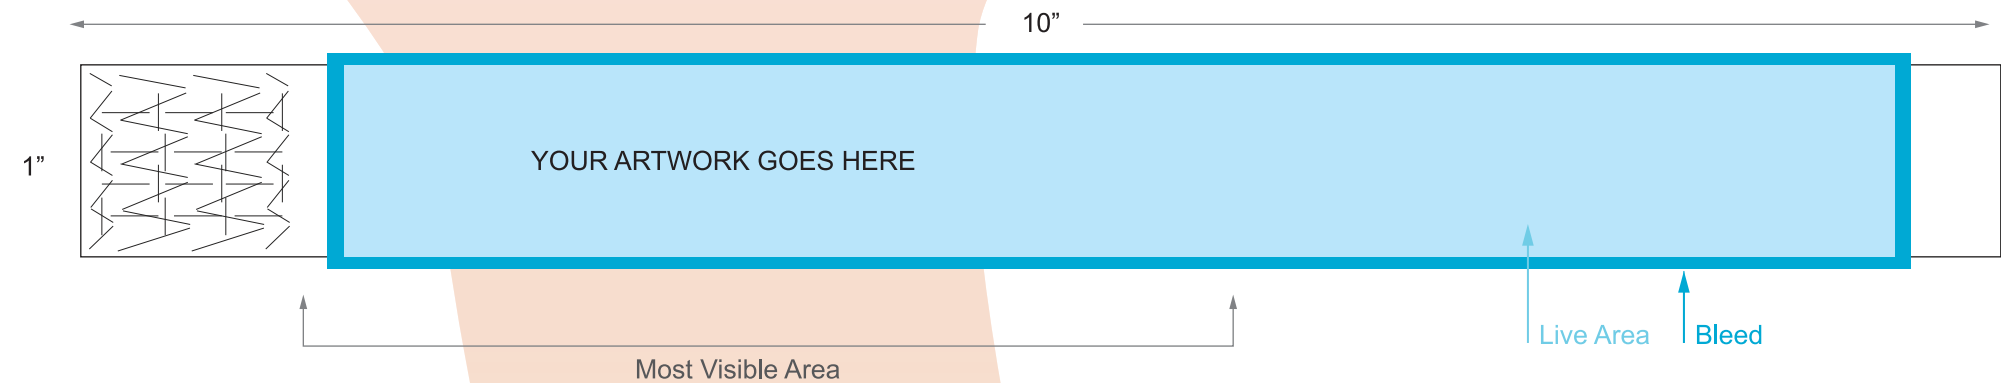 10”
1”
YOUR ARTWORK GOES HERE
Live Area
Bleed
Most Visible Area